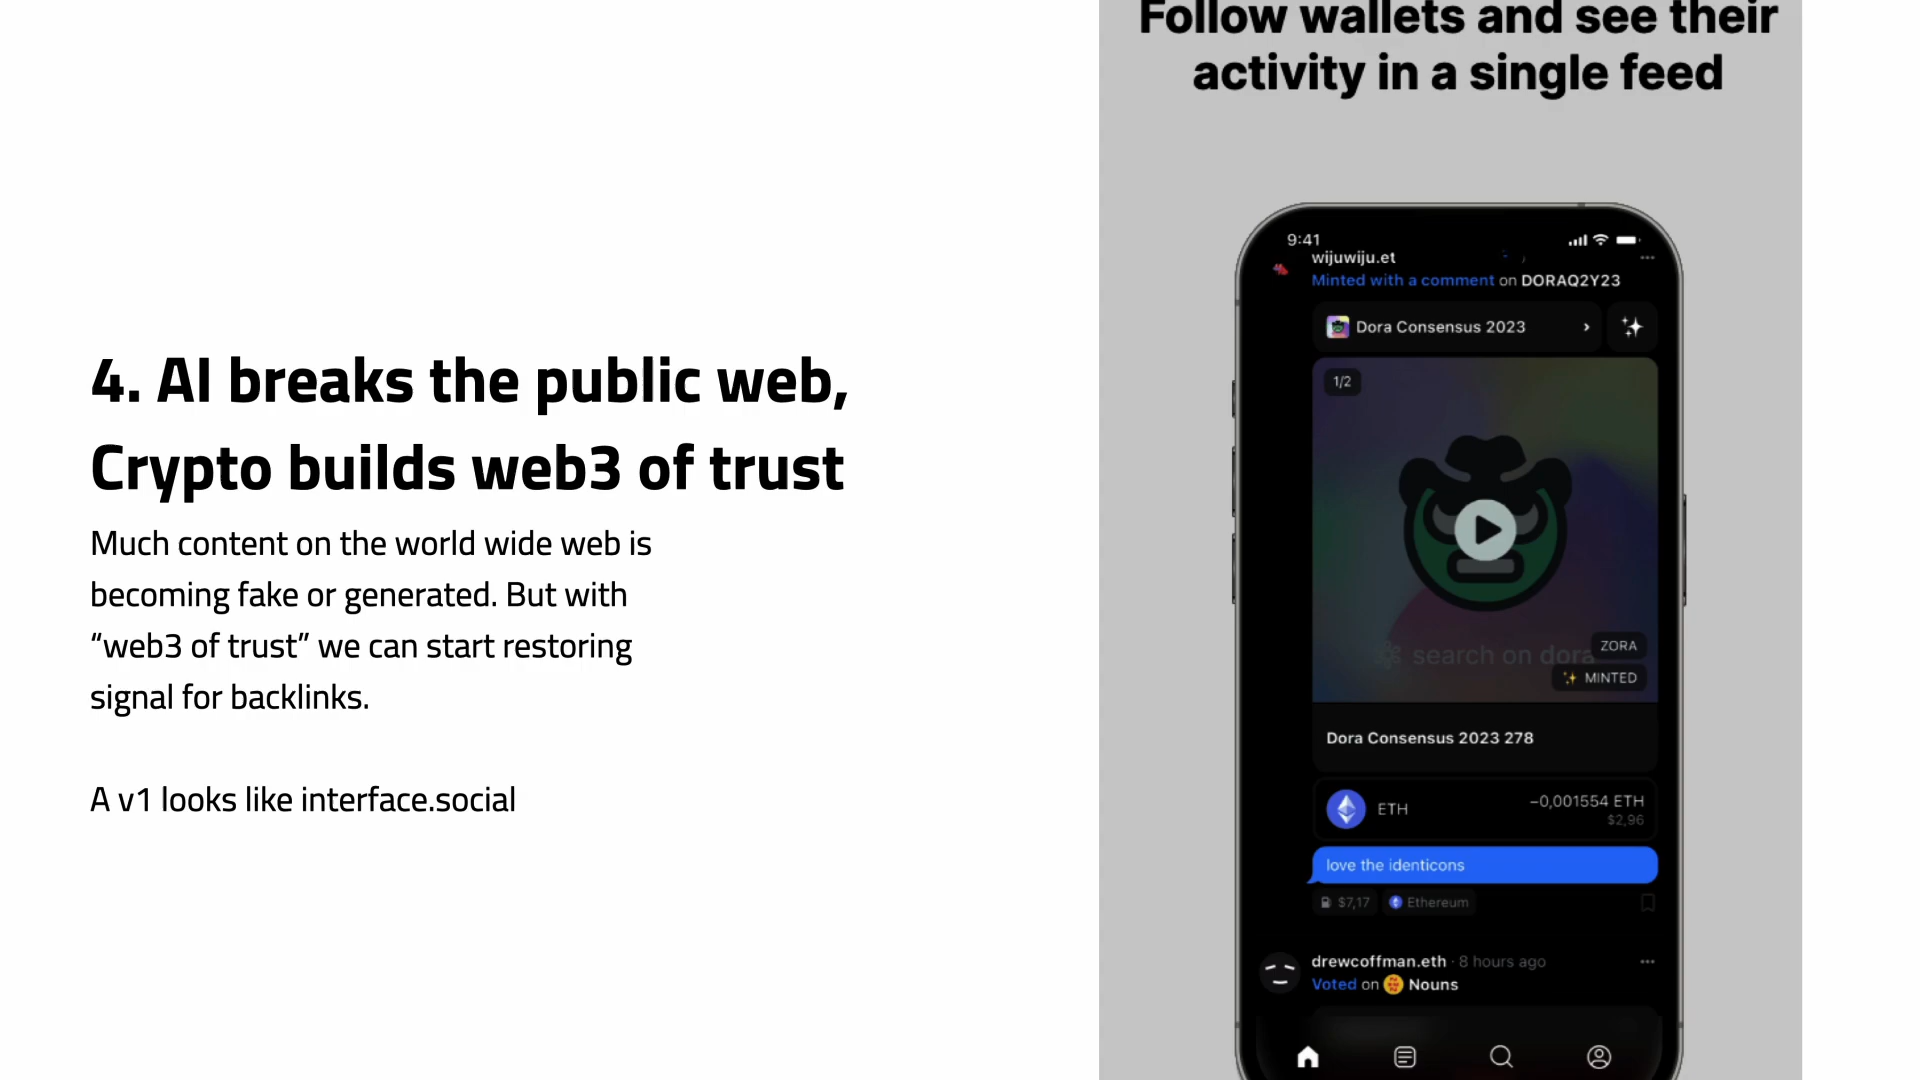 4. AI breaks the public web,
Crypto builds web3 of trust
Much content on the world wide web is
becoming fake or generated. But with
“web3 of trust” we can start restoring
signal for backlinks.
A v1 looks like interface.social
Follow wallets and see their
activity in a single feed
9:41
wijuwiju.et
Minted with a comment on DORAQ2Y23
Dora Consensus 2023
1/2
search on dora
ZORA
MINTED
Dora Consensus 2023 278
ETH
−0,001554 ETH
$2,96
love the identicons
$7,17
Ethereum
drewcoffman.eth · 8 hours ago
Voted on Nouns